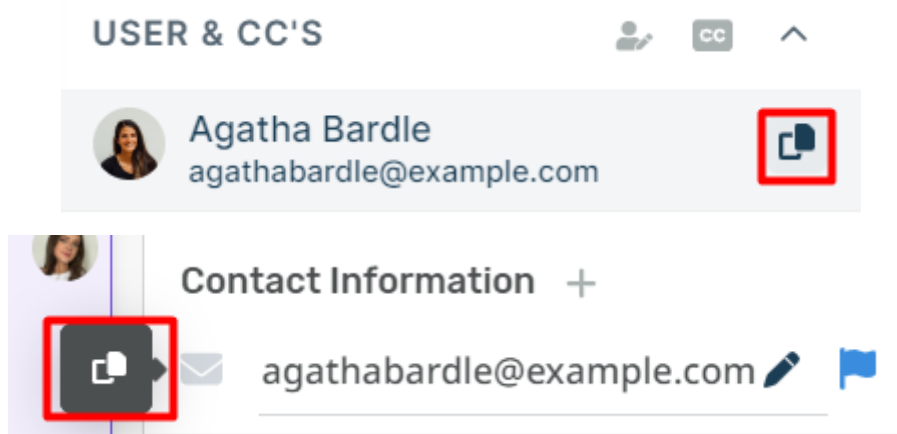 USER & CC'S
CC
Agatha Bardle
agathabardle@example.com
Contact Information
agathabardle@example.com